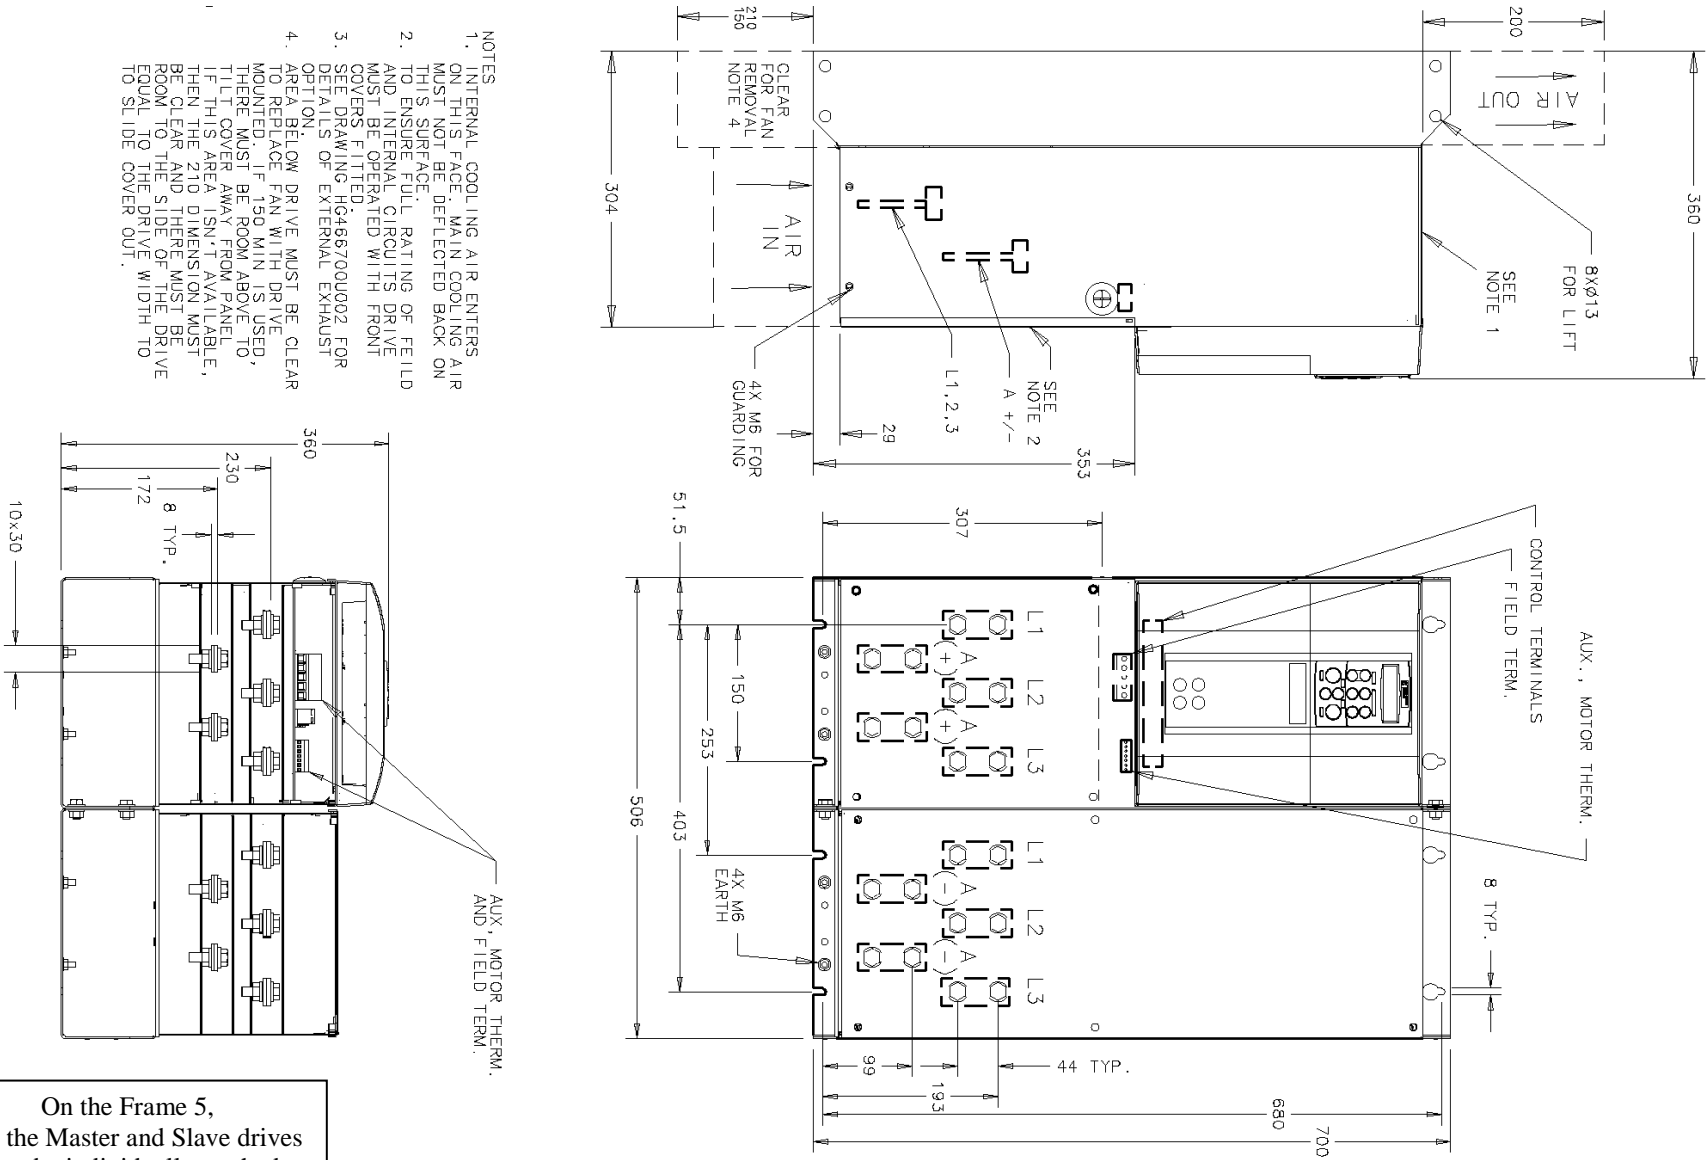 NOTES
1. INTERNAL COOLING AIR ENTERS
ON THIS FACE. MAIN COOLING AIR
MUST NOT BE DEFLECTED BACK ON
THIS SURFACE.
2. TO ENSURE FULL RATING OF FEILD
AND INTERNAL CIRCUITS DRIVE
MUST BE OPERATED WITH FRONT
COVERS FITTED.
3. SEE DRAWING HG466700U002 FOR
DETAILS OF EXTERNAL EXHAUST
OPTION.
4. AREA BELOW DRIVE MUST BE CLEAR
TO REPLACE FAN WITH DRIVE
MOUNTED. IF 150 MIN IS USED,
THERE MUST BE ROOM ABOVE TO
TILT COVER AWAY FROM PANEL
IF THIS AREA ISN'T AVAILABLE,
THEN THE 210 DIMENSION MUST
BE CLEAR AND THERE MUST BE
ROOM TO THE SIDE OF THE DRIVE
EQUAL TO THE DRIVE WIDTH TO
TO SLIDE COVER OUT.
210
150
CLEAR
FOR FAN
REMOVAL
NOTE 4
304
AIR
IN
200
AIR OUT
360
8XØ13
FOR LIFT
SEE
NOTE 1
SEE
NOTE 2
A +/-
L1,2,3
4X M6 FOR
GUARDING
29
353
360
230
172
8 TYP.
10x30
AUX, MOTOR THERM.
AND FIELD TERM.
51.5
307
150
253
403
506
L1
A
+
L2
A
+
L3
L1
A
-
L2
A
-
L3
4X M6
EARTH
CONTROL TERMINALS
FIELD TERM.
AUX., MOTOR THERM.
8 TYP.
44 TYP.
99
193
680
700
On the Frame 5,
the Master and Slave drives